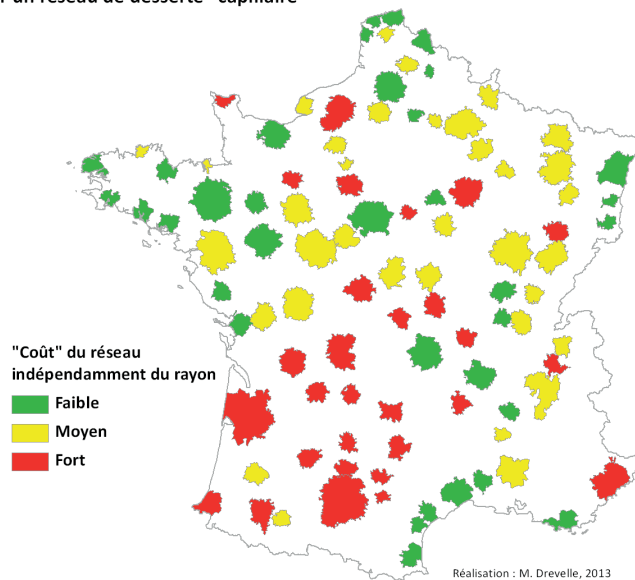 un réseau de desserte "capillaire"
"Coût" du réseau
indépendamment du rayon
Faible
Moyen
Fort
Réalisation : M. Drevelle, 2013